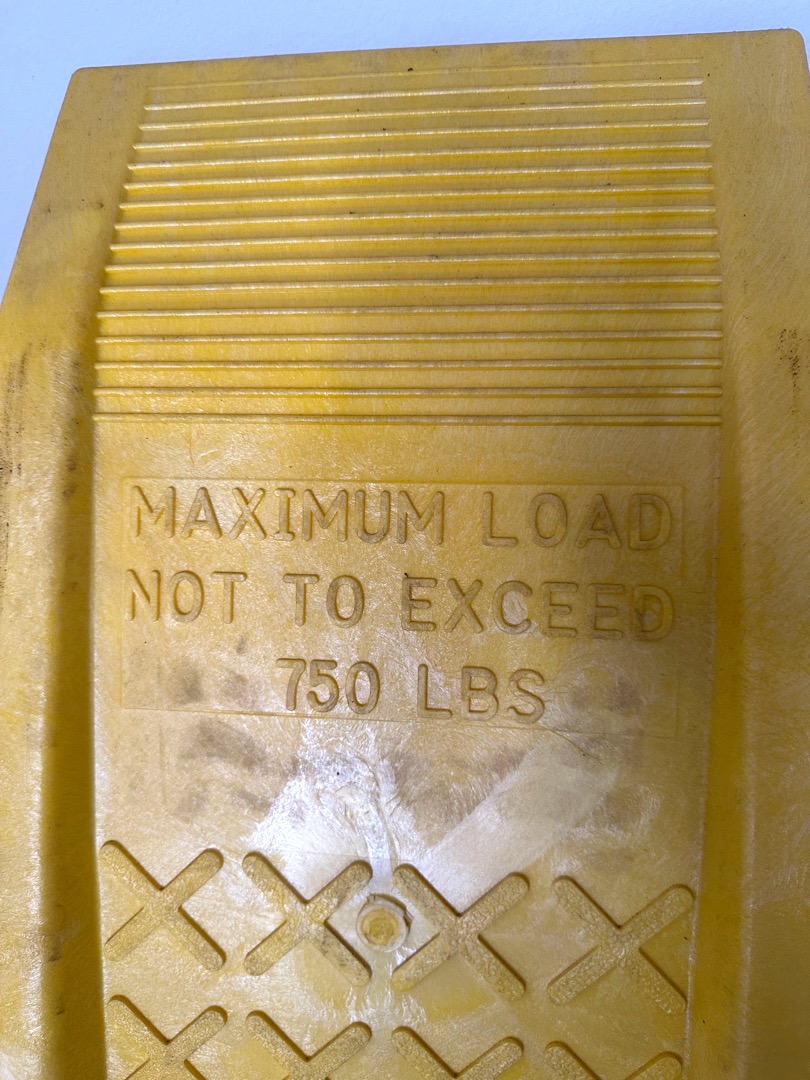 MAXIMUM LOAD
NOT TO EXCEED
750 LBS